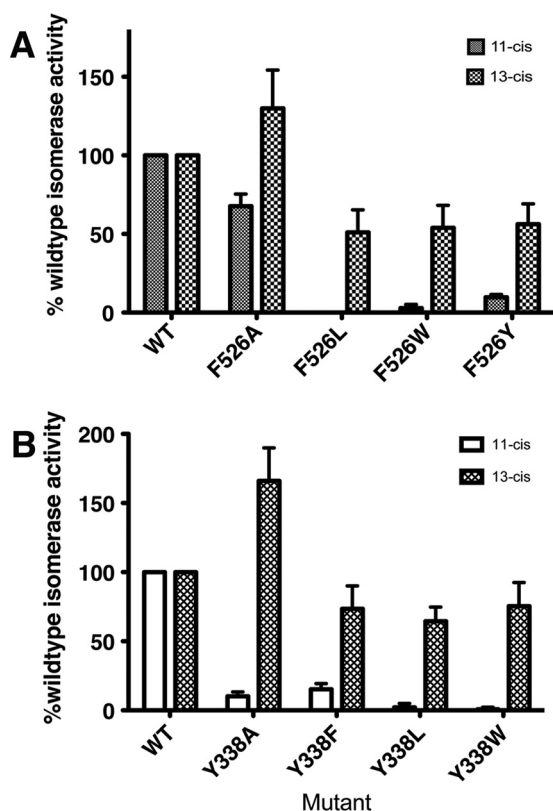 A
% wildtype isomerase activity
150
100
50
0
11-cis
13-cis
WT
F526A
F526L
F526W
F526Y
B
%wildtype isomerase activity
200
150
100
50
0
11-cis
13-cis
WT
Y338A
Y338F
Y338L
Y338W
Mutant